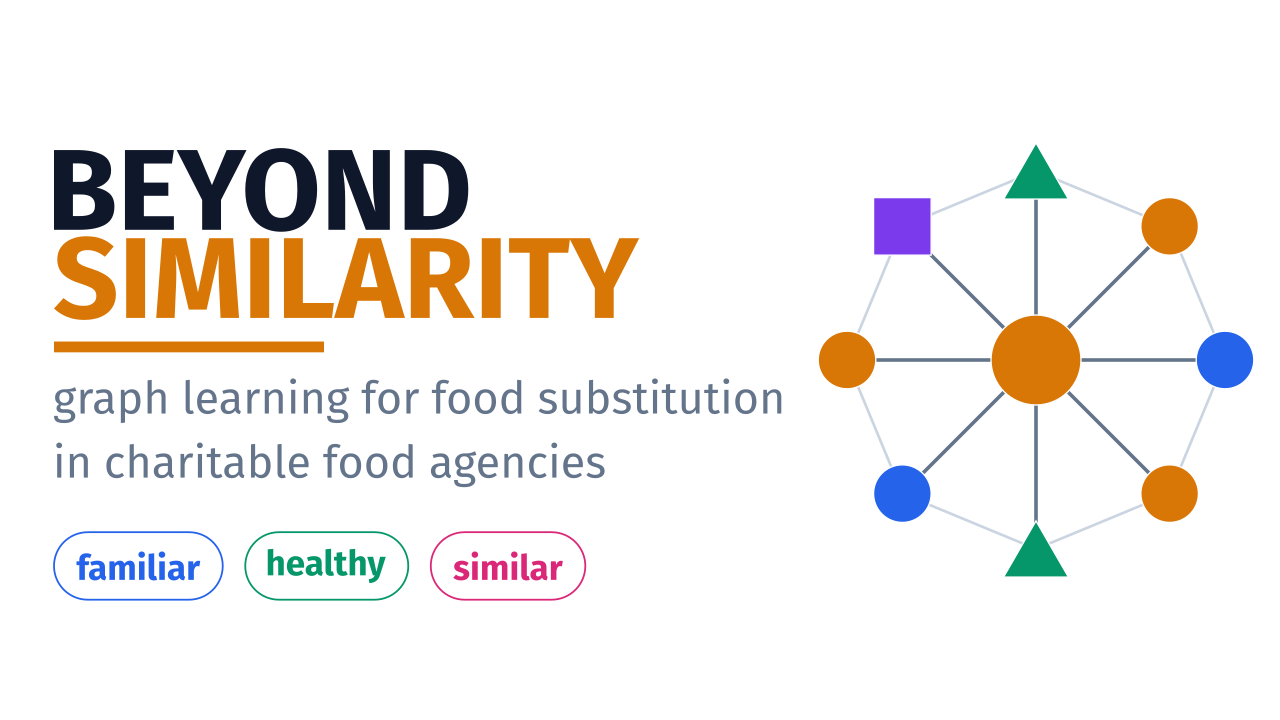 BEYOND
SIMILARITY
graph learning for food substitution
in charitable food agencies
familiar healthy similar